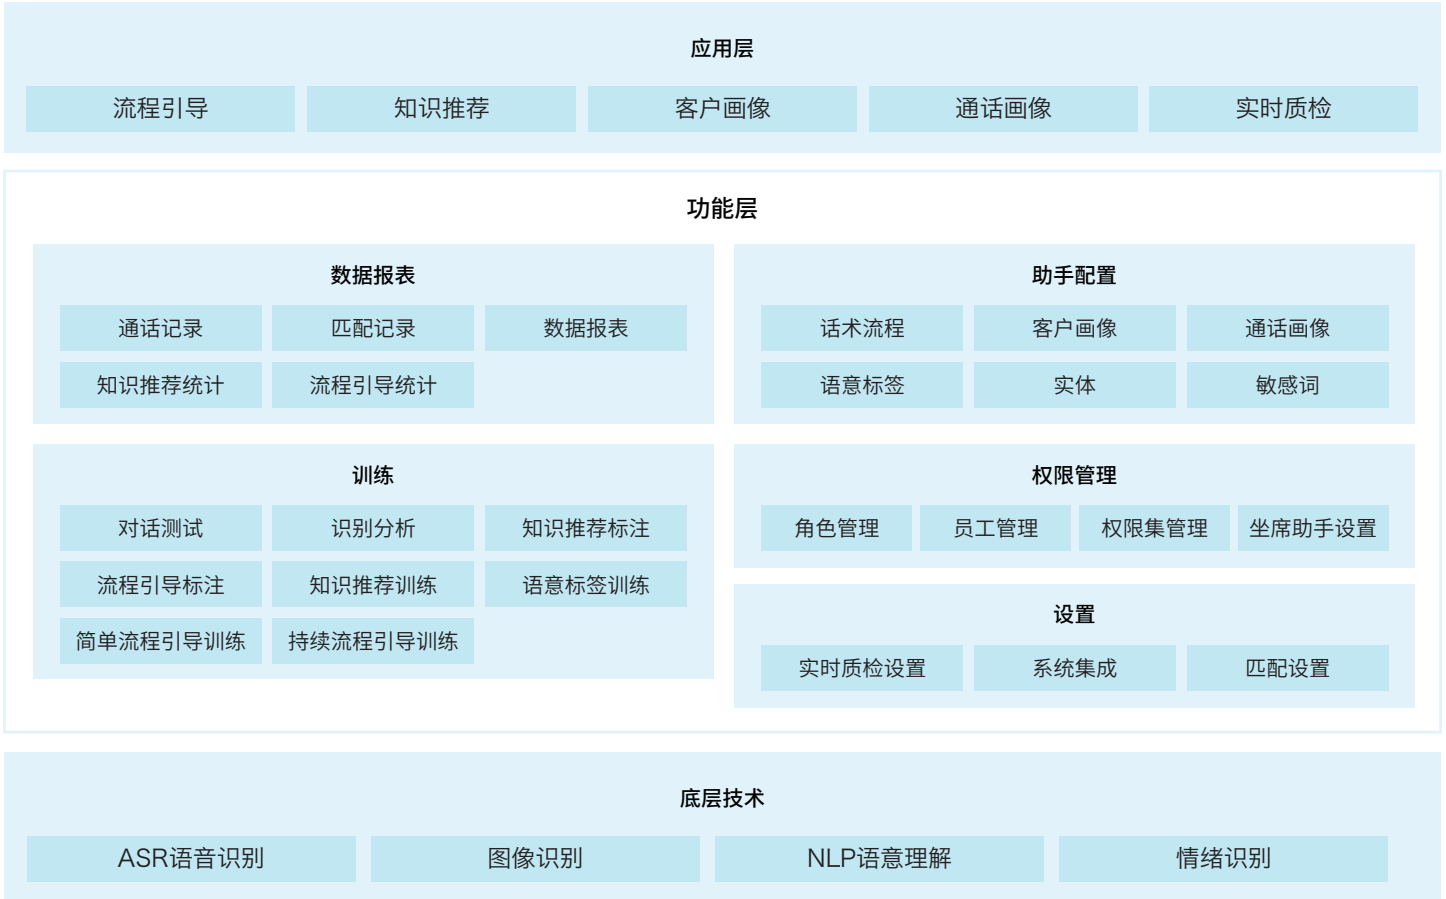 应用层
流程引导
知识推荐
客户画像
通话画像
实时质检
功能层
数据报表
通话记录
匹配记录
数据报表
知识推荐统计
流程引导统计
助手配置
话术流程
客户画像
通话画像
语意标签
实体
敏感词
训练
对话测试
识别分析
知识推荐标注
流程引导标注
知识推荐训练
语意标签训练
简单流程引导训练
持续流程引导训练
权限管理
角色管理
员工管理
权限集管理
坐席助手设置
设置
实时质检设置
系统集成
匹配设置
底层技术
ASR语音识别
图像识别
NLP语意理解
情绪识别